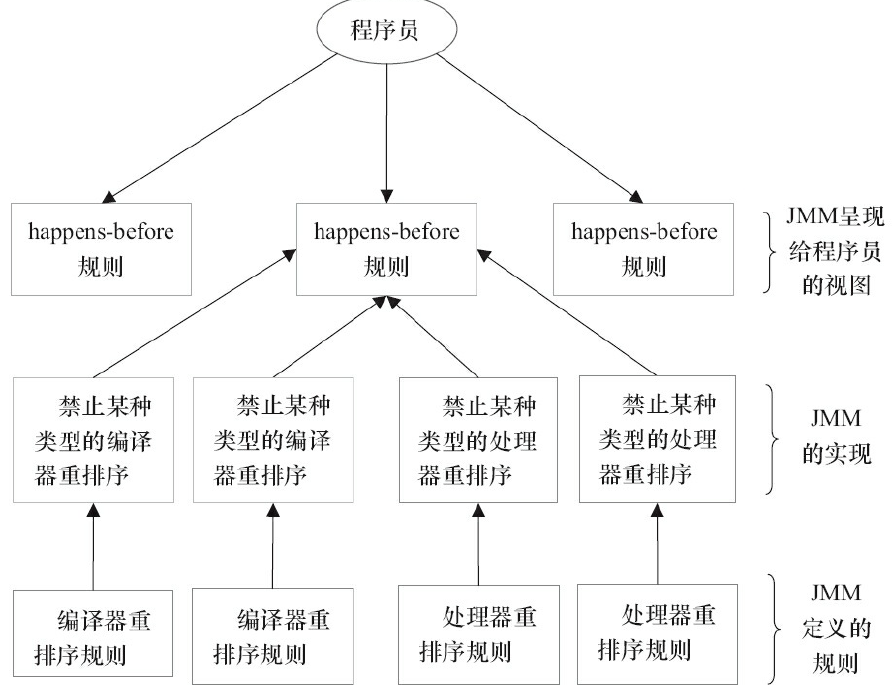 程序员
happens-before
规则
happens-before
规则
happens-before
规则
JMM呈现
给程序员
的视图
禁止某种
类型的编译
器重排序
禁止某种
类型的编译
器重排序
禁止某种
类型的处理
器重排序
禁止某种
类型的处理
器重排序
JMM
的实现
编译器重
排序规则
编译器重
排序规则
处理器重
排序规则
处理器重
排序规则
JMM
定义的
规则